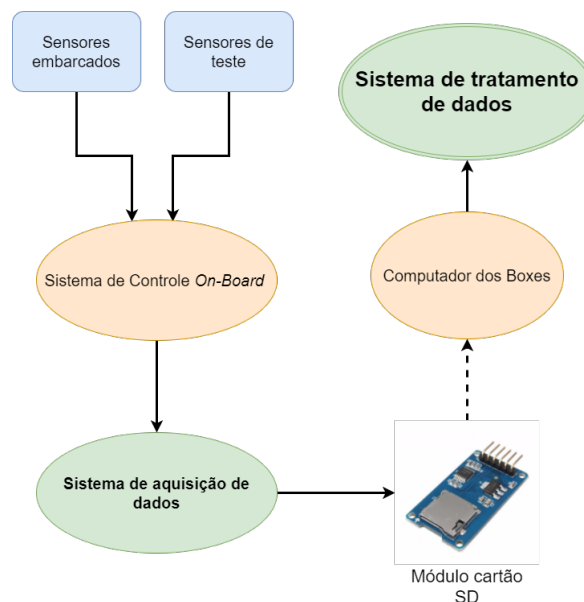 Sensores
embarcados
Sensores de
teste
Sistema de tratamento
de dados
Sistema de Controle On-Board
Computador dos Boxes
Sistema de aquisição de
dados
Módulo cartão
SD